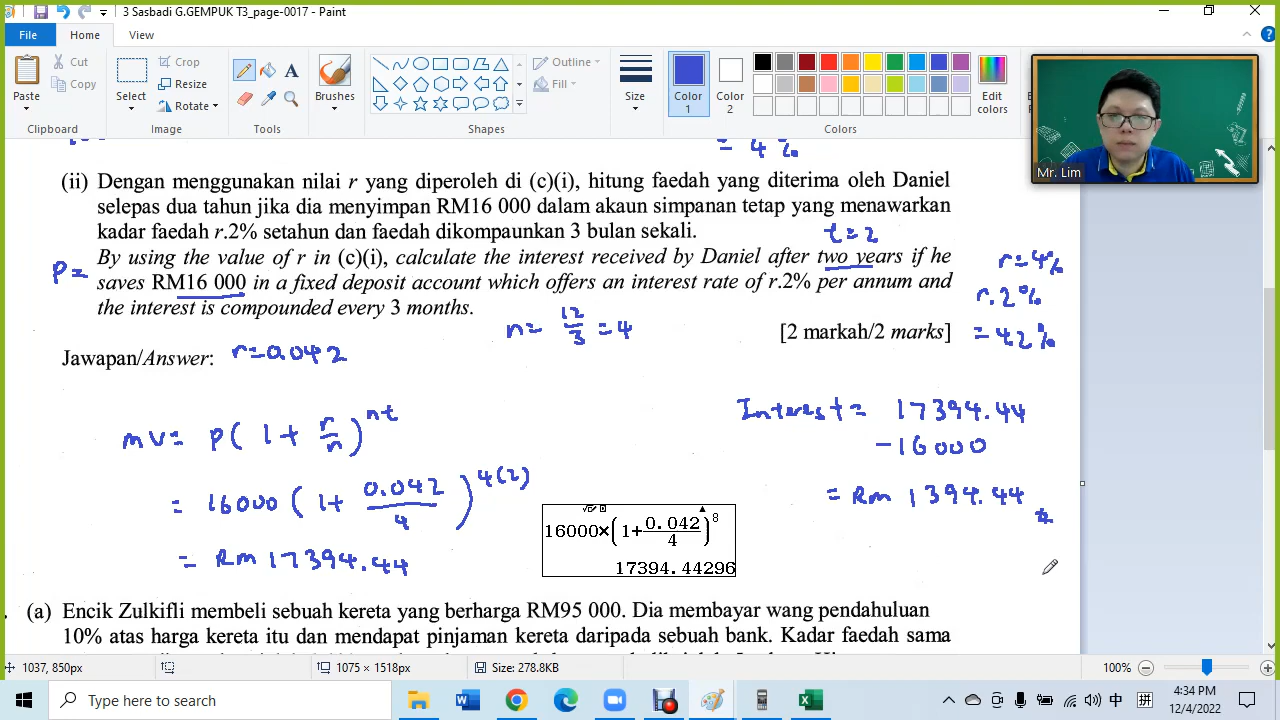 3 Sasbadi G.GEMPUK T3_page-0017 - Paint
File Home View
Paste Cut Copy Clipboard
Select Crop Resize Rotate Image
Tools
Brushes
Outline Fill Shapes
Size
Color 1 Color 2 Edit colors Colors
Mr. Lim
= 4%
(ii) Dengan menggunakan nilai r yang diperoleh di (c)(i), hitung faedah yang diterima oleh Daniel
selepas dua tahun jika dia menyimpan RM16 000 dalam akaun simpanan tetap yang menawarkan
kadar faedah r.2% setahun dan faedah dikompaunkan 3 bulan sekali.
t=2
By using the value of r in (c)(i), calculate the interest received by Daniel after two years if he
P=
saves RM16 000 in a fixed deposit account which offers an interest rate of r.2% per annum and
the interest is compounded every 3 months.
r=4%
r.2%
=4.2%
n= 12/3 =4
[2 markah/2 marks]
Jawapan/Answer: r=0.042
MV= P(1+ r/n)^nt
= 16000(1+ 0.042/4)^4(2)
= RM 17394.44
16000×(1+0.042/4)^8
17394.44296
Interest= 17394.44
-16000
= RM 1394.44
(a) Encik Zulkifli membeli sebuah kereta yang berharga RM95 000. Dia membayar wang pendahuluan
10% atas harga kereta itu dan mendapat pinjaman kereta daripada sebuah bank. Kadar faedah sama
1037, 850px 1075 × 1518px Size: 278.8KB 100%
Type here to search
中 拼 4:34 PM
12/4/2022